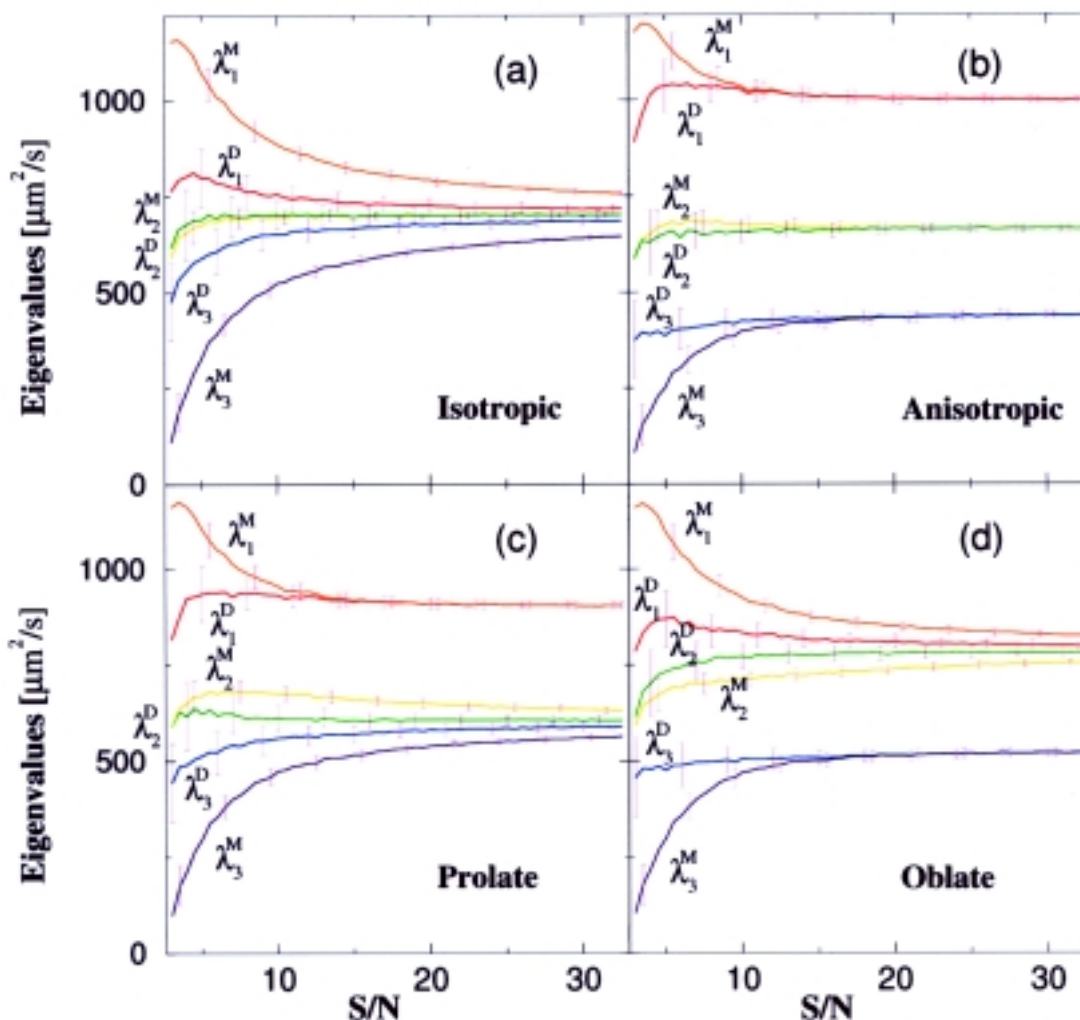 (a)
λ₁ᴹ
λ₁ᴰ
λ₂ᴹ
λ₂ᴰ
λ₃ᴰ
λ₃ᴹ
Isotropic
1000
500
0
Eigenvalues [μm²/s]
(b)
λ₁ᴹ
λ₁ᴰ
λ₂ᴹ
λ₂ᴰ
λ₃ᴰ
λ₃ᴹ
Anisotropic
(c)
λ₁ᴹ
λ₁ᴰ
λ₂ᴹ
λ₂ᴰ
λ₃ᴰ
λ₃ᴹ
Prolate
1000
500
0
Eigenvalues [μm²/s]
10 20 30
S/N
(d)
λ₁ᴹ
λ₁ᴰ
λ₂ᴰ
λ₂ᴹ
λ₃ᴰ
λ₃ᴹ
Oblate
10 20 30
S/N